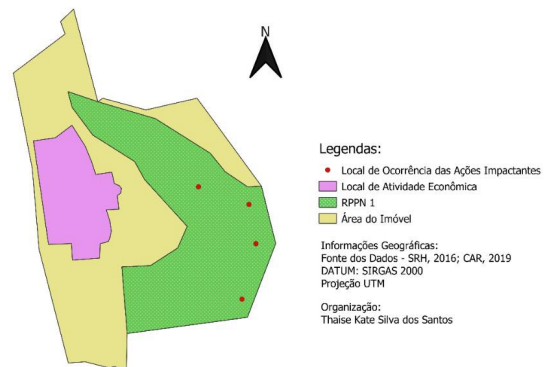 N
Legendas:
Local de Ocorrência das Ações Impactantes
Local de Atividade Econômica
RPPN 1
Área do Imóvel
Informações Geográficas:
Fonte dos Dados - SRH, 2016; CAR, 2019
DATUM: SIRGAS 2000
Projeção UTM
Organização:
Thaise Kate Silva dos Santos